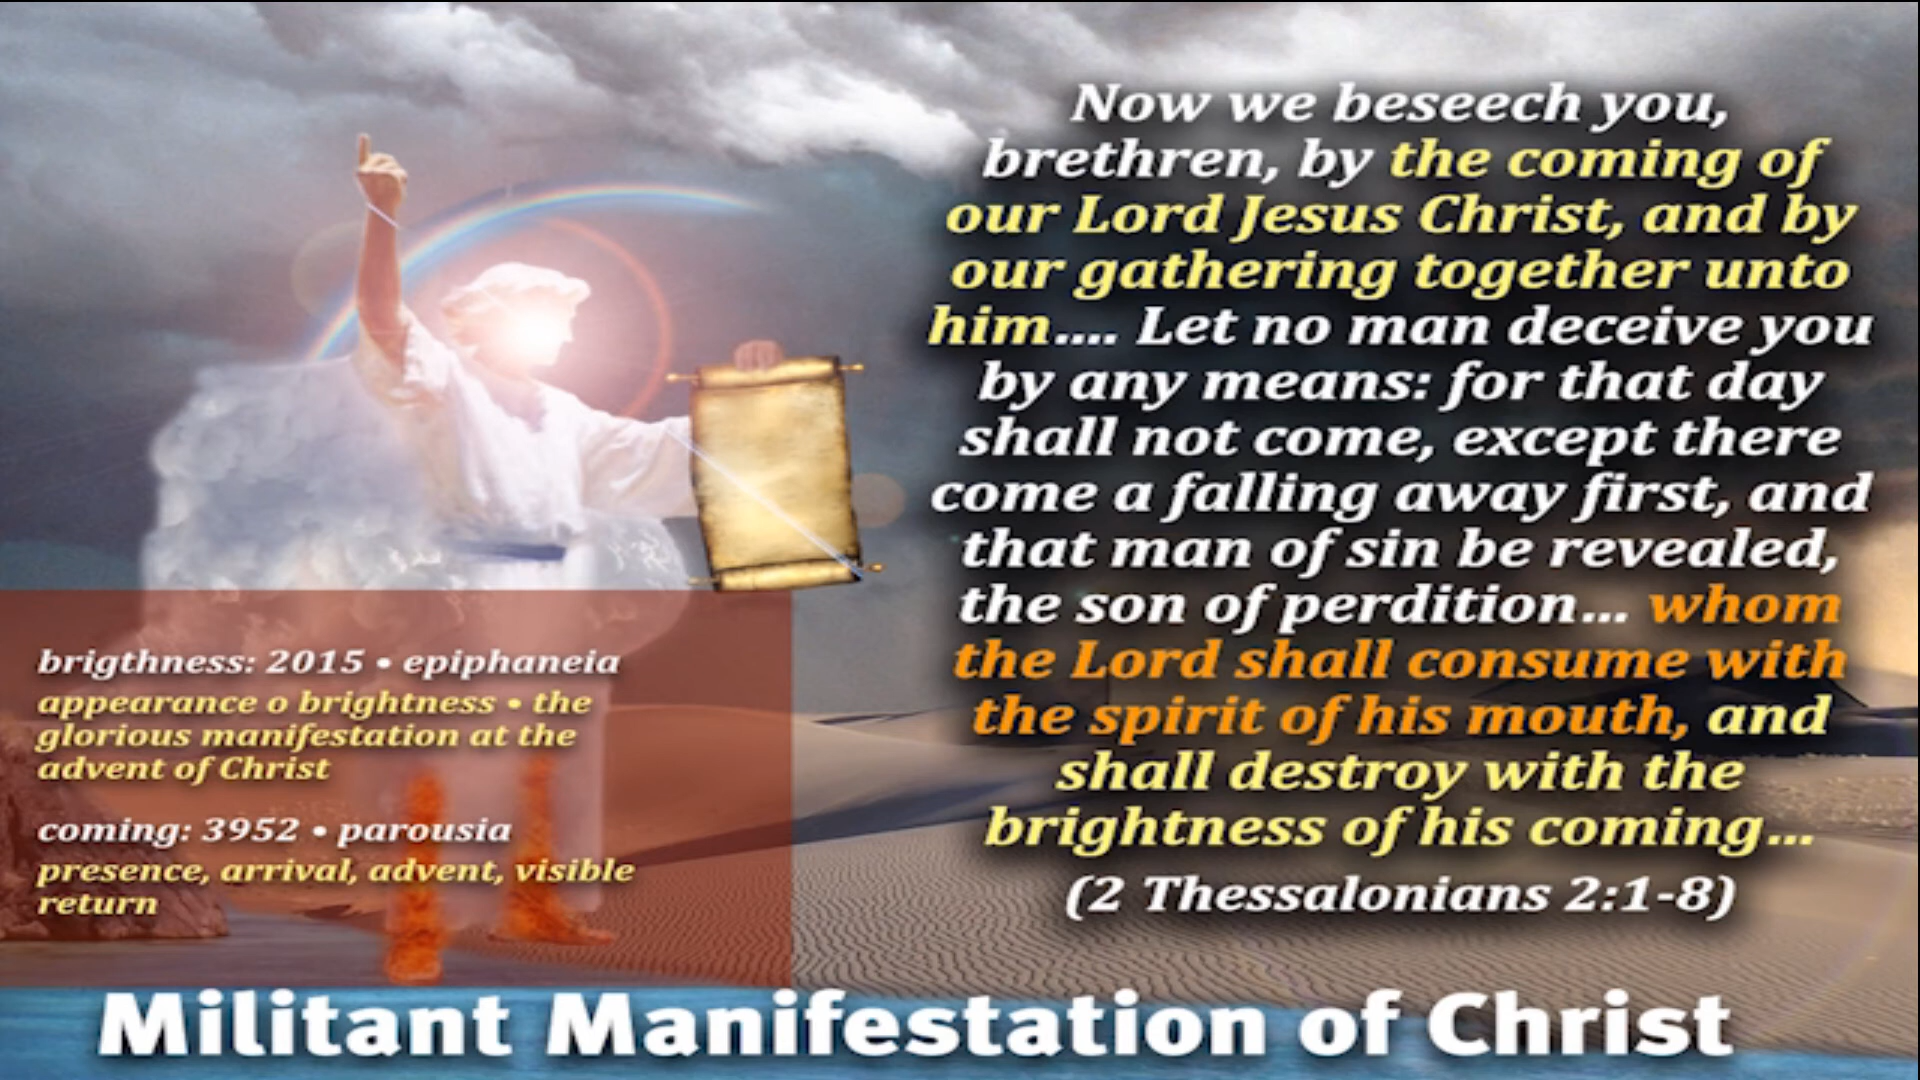 Now we beseech you,
brethren, by the coming of
our Lord Jesus Christ, and by
our gathering together unto
him.... Let no man deceive you
by any means: for that day
shall not come, except there
come a falling away first, and
that man of sin be revealed,
the son of perdition... whom
the Lord shall consume with
the spirit of his mouth, and
shall destroy with the
brightness of his coming...
(2 Thessalonians 2:1-8)
brigthness: 2015 • epiphaneia
appearance o brightness • the
glorious manifestation at the
advent of Christ
coming: 3952 • parousia
presence, arrival, advent, visible
return
Militant Manifestation of Christ